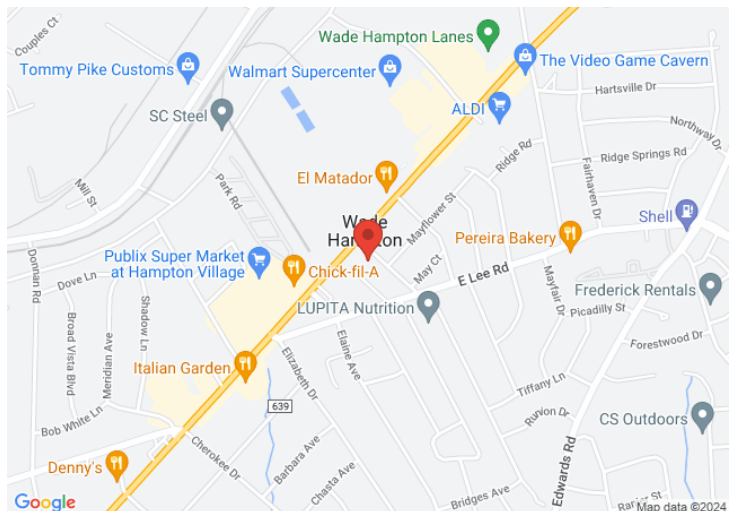 Couples Ct
Wade Hampton Lanes
Tommy Pike Customs
Walmart Supercenter
The Video Game Cavern
Hartsville Dr
ALDI
SC Steel
Northway Dr
Ridge Rd
Ridge Springs Rd
El Matador
Fairhaven Dr
Mill St
Park Rd
Mayflower St
Shell
Wade
Hampton
Pereira Bakery
Publix Super Market
at Hampton Village
Chick-fil-A
May Ct
E Lee Rd
Donnan Rd
Dove Ln
Mayfair Dr
Frederick Rentals
LUPITA Nutrition
Picadilly St
Shadow Ln
Broad Vista Blvd
Meridian Ave
Forestwood Dr
Elaine Ave
Italian Garden
Elizabeth Dr
Tiffany Ln
639
Runion Dr
CS Outdoors
Bob White Ln
Cherokee Dr
Barbara Ave
Edwards Rd
Denny's
Chasta Ave
Bridges Ave
Ranier St
Google
Map data ©2024